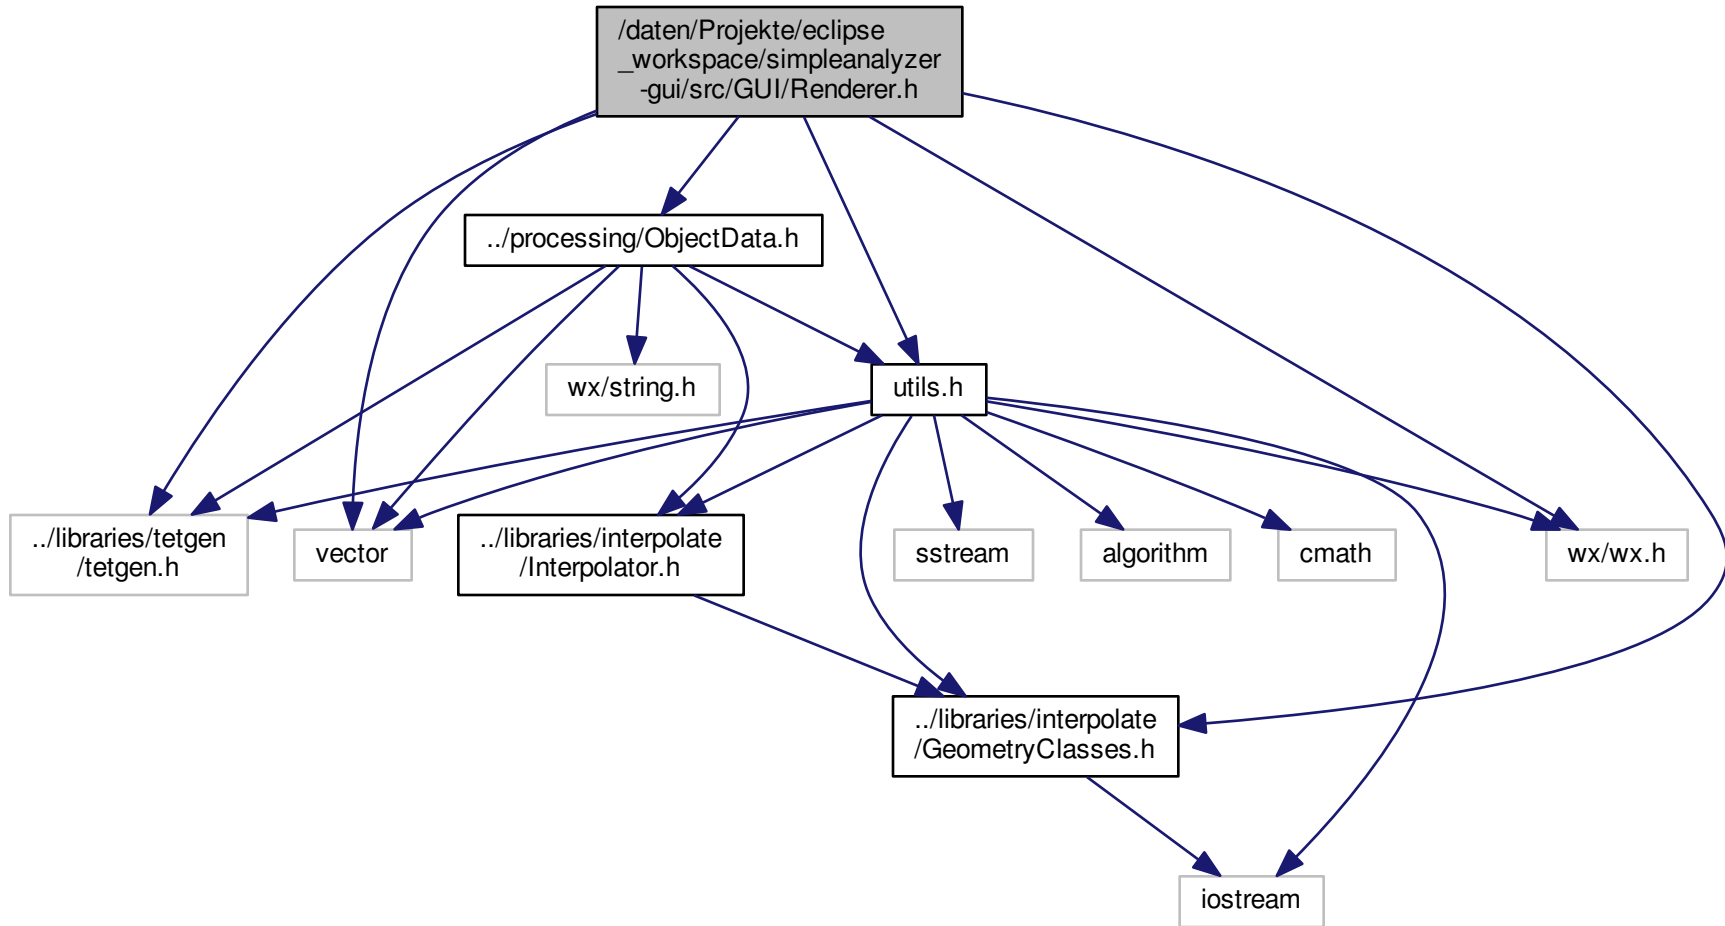 /daten/Projekte/eclipse
_workspace/simpleanalyzer
-gui/src/GUI/Renderer.h
../processing/ObjectData.h
wx/string.h
utils.h
../libraries/tetgen
/tetgen.h
vector
../libraries/interpolate
/Interpolator.h
sstream
algorithm
cmath
wx/wx.h
../libraries/interpolate
/GeometryClasses.h
iostream